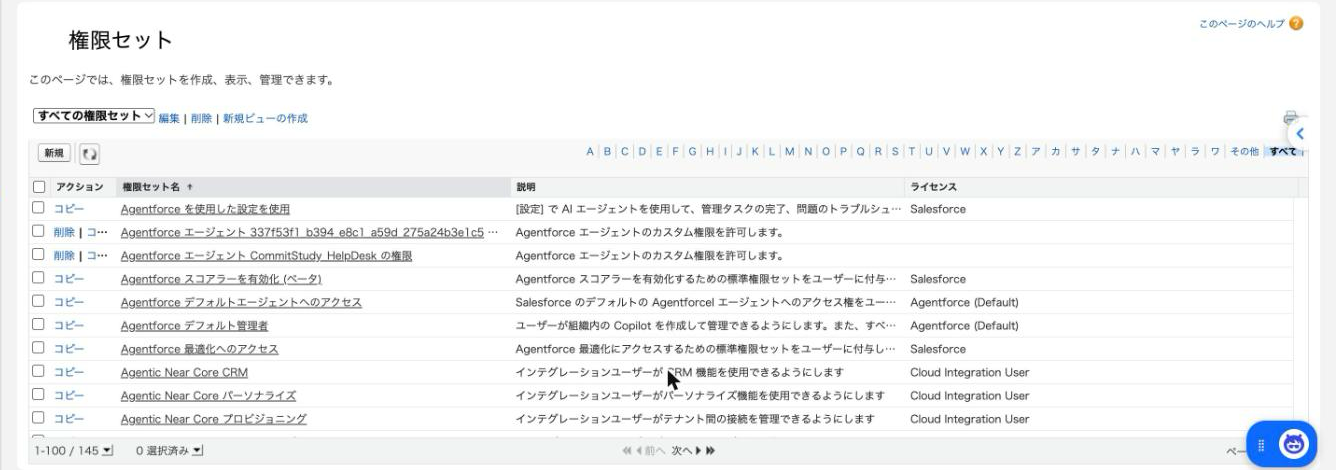 このページのヘルプ ?
権限セット
このページでは、権限セットを作成、表示、管理できます。
すべての権限セット 編集 | 削除 | 新規ビューの作成
新規 A | B | C | D | E | F | G | H | I | J | K | L | M | N | O | P | Q | R | S | T | U | V | W | X | Y | Z | ア | カ | サ | タ | ナ | ハ | マ | ヤ | ラ | ワ | その他 | すべて
アクション 権限セット名 ↑ 説明 ライセンス
コピー Agentforce を使用した設定を使用 [設定] で AI エージェントを使用して、管理タスクの完了、問題のトラブルシュ… Salesforce
削除 | コ… Agentforce エージェント 337f53f1_b394_e8c1_a59d_275a24b3e1c5 … Agentforce エージェントのカスタム権限を許可します。
削除 | コ… Agentforce エージェント CommitStudy_HelpDesk の権限 Agentforce エージェントのカスタム権限を許可します。
コピー Agentforce スコアラーを有効化 (ベータ) Agentforce スコアラーを有効化するための標準権限セットをユーザーに付与… Salesforce
コピー Agentforce デフォルトエージェントへのアクセス Salesforce のデフォルトの Agentforcel エージェントへのアクセス権をユー… Agentforce (Default)
コピー Agentforce デフォルト管理者 ユーザーが組織内の Copilot を作成して管理できるようにします。また、すべ… Agentforce (Default)
コピー Agentforce 最適化へのアクセス Agentforce 最適化にアクセスするための標準権限セットをユーザーに付与し… Salesforce
コピー Agentic Near Core CRM インテグレーションユーザーが CRM 機能を使用できるようにします Cloud Integration User
コピー Agentic Near Core パーソナライズ インテグレーションユーザーがパーソナライズ機能を使用できるようにします Cloud Integration User
コピー Agentic Near Core プロビジョニング インテグレーションユーザーがテナント間の接続を管理できるようにします Cloud Integration User
1-100 / 145 0 選択済み 前へ 次へ ペー